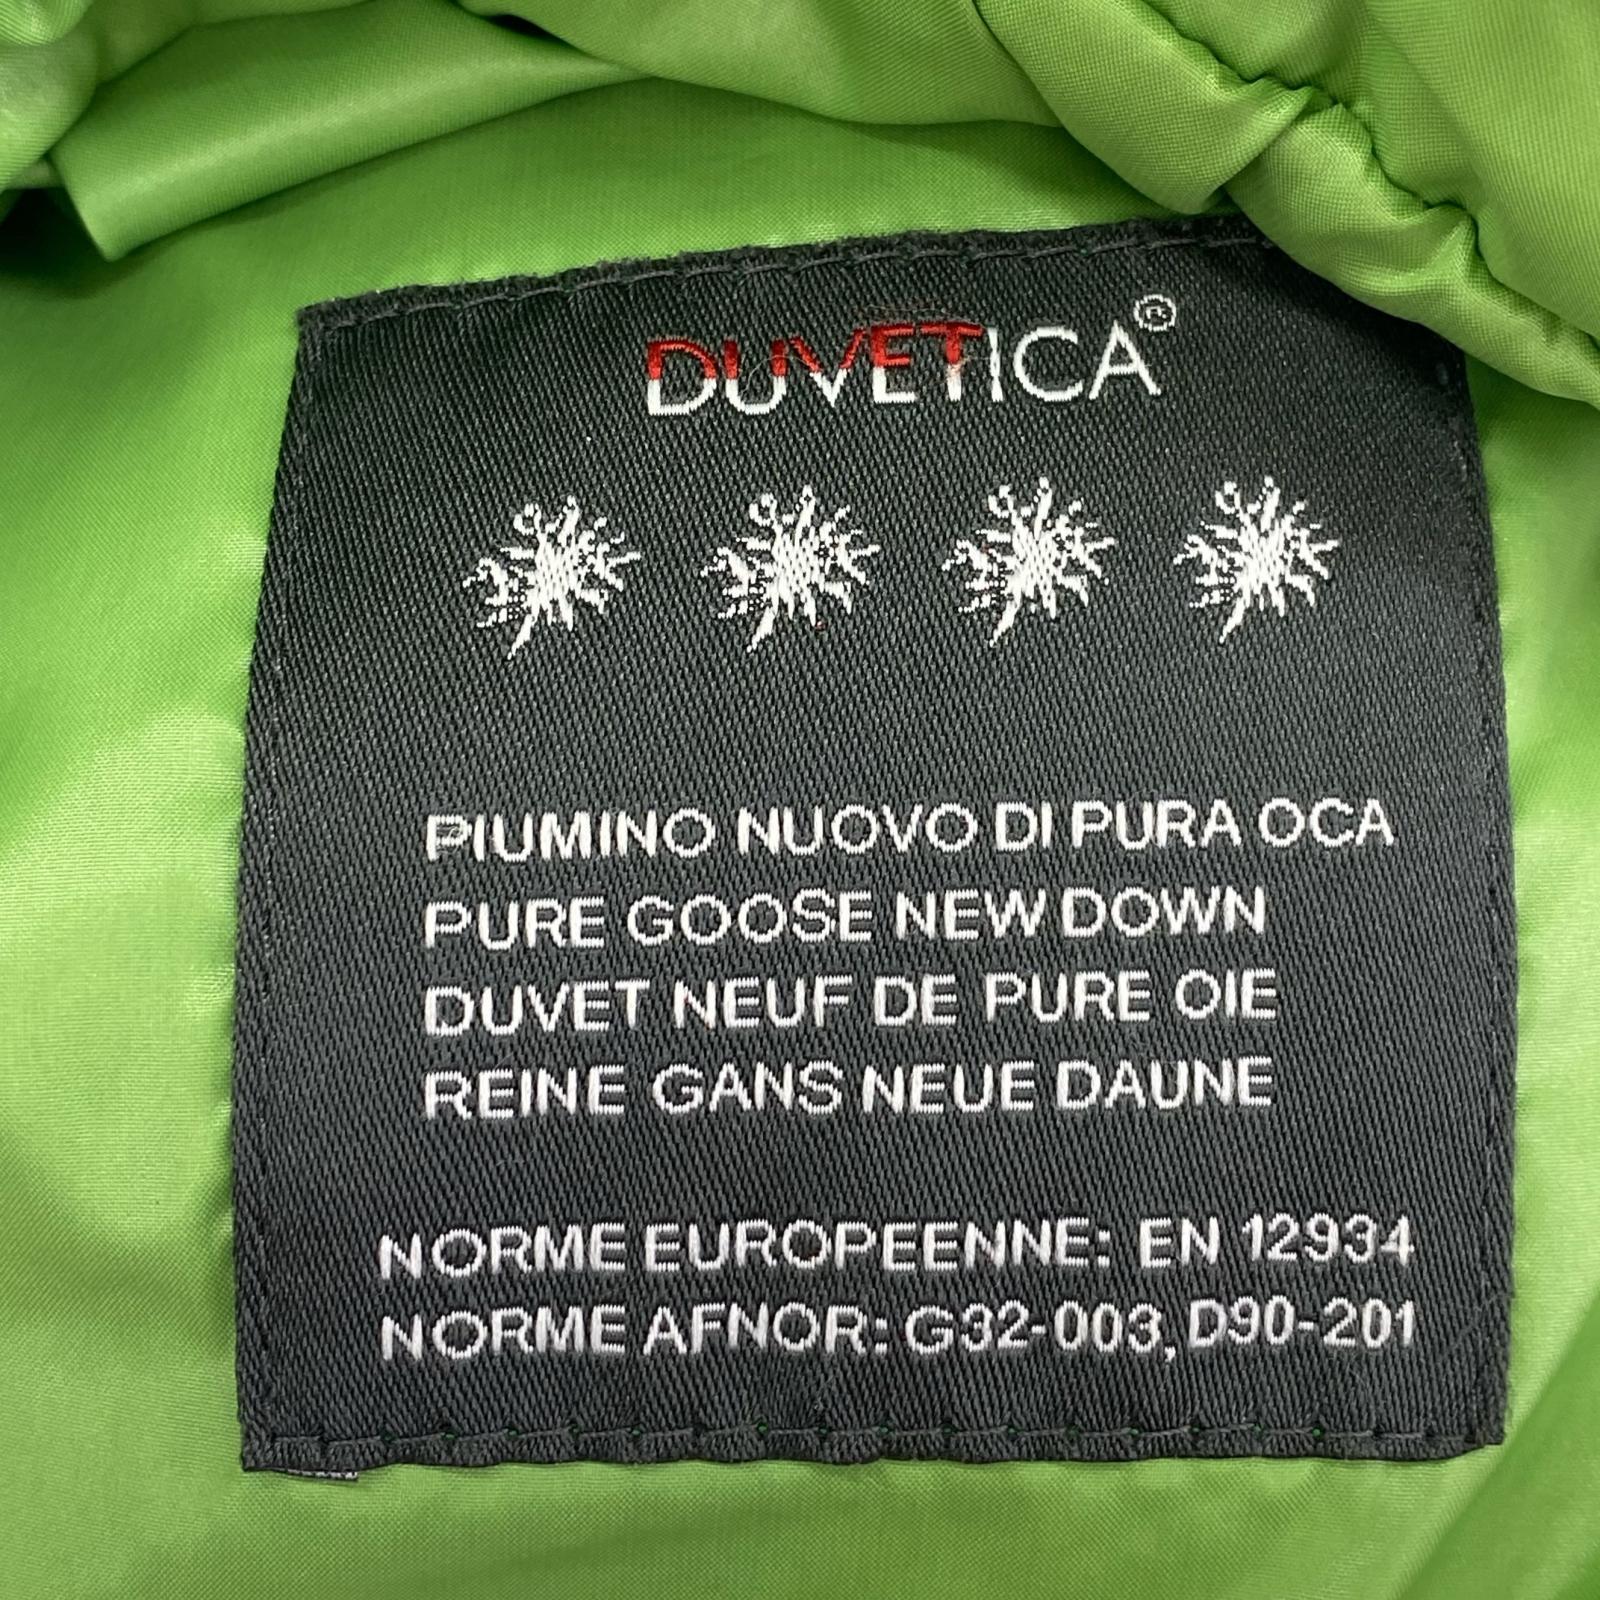 DUVETICA®
PIUMINO NUOVO DI PURA OCA
PURE GOOSE NEW DOWN
DUVET NEUF DE PURE OIE
REINE GANS NEUE DAUNE
NORME EUROPEENNE: EN 12934
NORME AFNOR: G32-003, D90-201